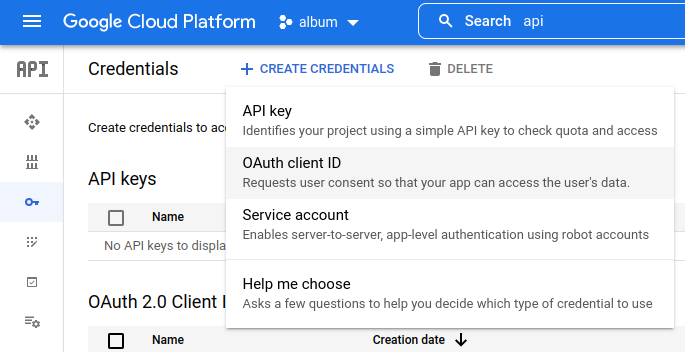 Google Cloud Platform album Search api
API Credentials CREATE CREDENTIALS DELETE
API key
Identifies your project using a simple API key to check quota and access
OAuth client ID
Requests user consent so that your app can access the user's data.
Service account
Enables server-to-server, app-level authentication using robot accounts
Help me choose
Asks a few questions to help you decide which type of credential to use
Create credentials to acc
API keys
Name
No API keys to displa
OAuth 2.0 Client I
Name Creation date